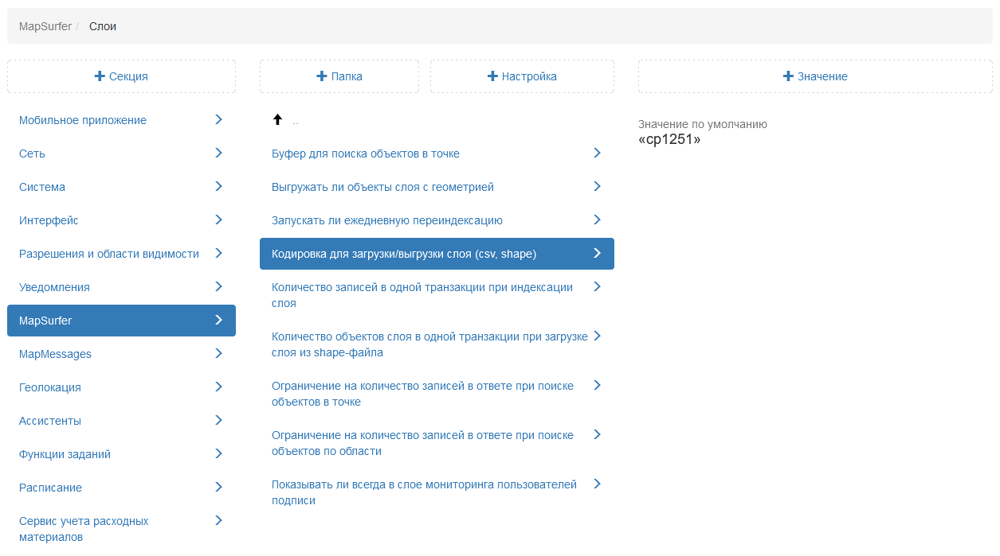 MapSurfer / Слои
Секция
Папка
Настройка
Значение
Мобильное приложение
Сеть
Система
Интерфейс
Разрешения и области видимости
Уведомления
MapSurfer
MapMessages
Геолокация
Ассистенты
Функции заданий
Расписание
Сервис учета расходных
материалов
..
Буфер для поиска объектов в точке
Выгружать ли объекты слоя с геометрией
Запускать ли ежедневную переиндексацию
Кодировка для загрузки/выгрузки слоя (csv, shape)
Количество записей в одной транзакции при индексации
слоя
Количество объектов слоя в одной транзакции при загрузке
слоя из shape-файла
Ограничение на количество записей в ответе при поиске
объектов в точке
Ограничение на количество записей в ответе при поиске
объектов по области
Показывать ли всегда в слое мониторинга пользователей
подписи
Значение по умолчанию
«cp1251»